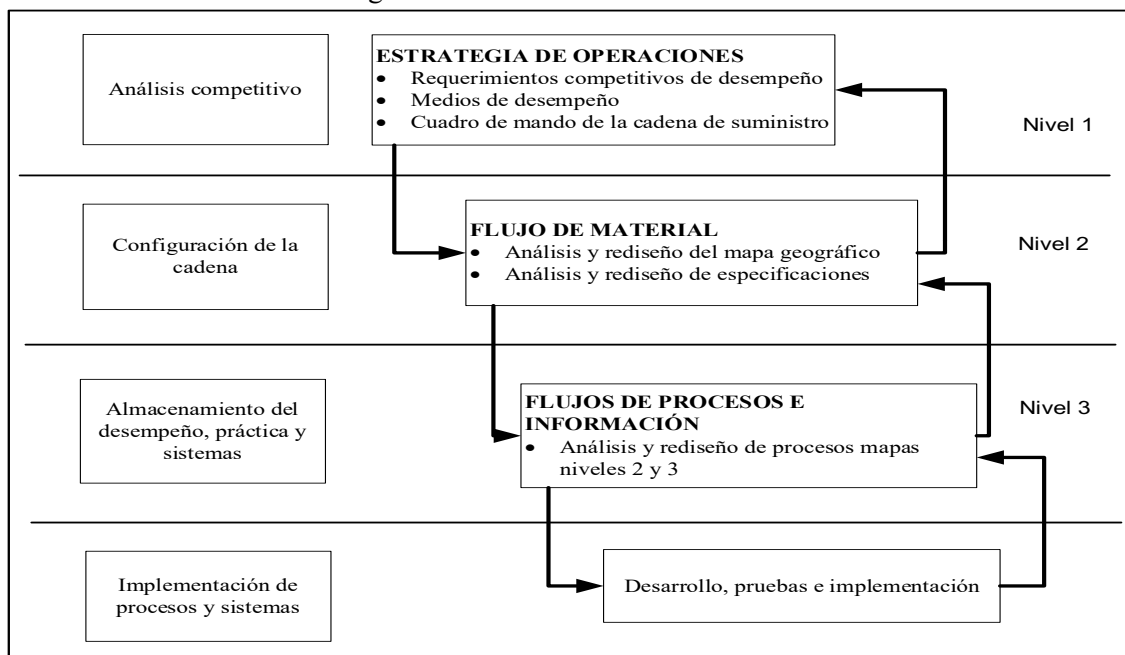 Análisis competitivo
ESTRATEGIA DE OPERACIONES
• Requerimientos competitivos de desempeño
• Medios de desempeño
• Cuadro de mando de la cadena de suministro
Nivel 1
Configuración de la
cadena
FLUJO DE MATERIAL
• Análisis y rediseño del mapa geográfico
• Análisis y rediseño de especificaciones
Nivel 2
Almacenamiento del
desempeño, práctica y
sistemas
FLUJOS DE PROCESOS E
INFORMACIÓN
• Análisis y rediseño de procesos mapas
niveles 2 y 3
Nivel 3
Implementación de
procesos y sistemas
Desarrollo, pruebas e implementación